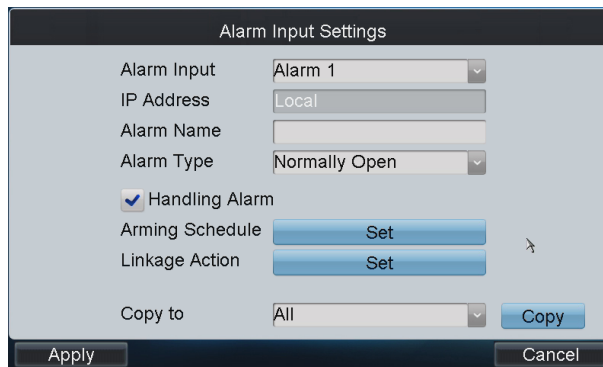 Alarm Input Settings
Alarm Input Alarm 1
IP Address Local
Alarm Name
Alarm Type Normally Open
Handling Alarm
Arming Schedule Set
Linkage Action Set
Copy to All Copy
Apply Cancel